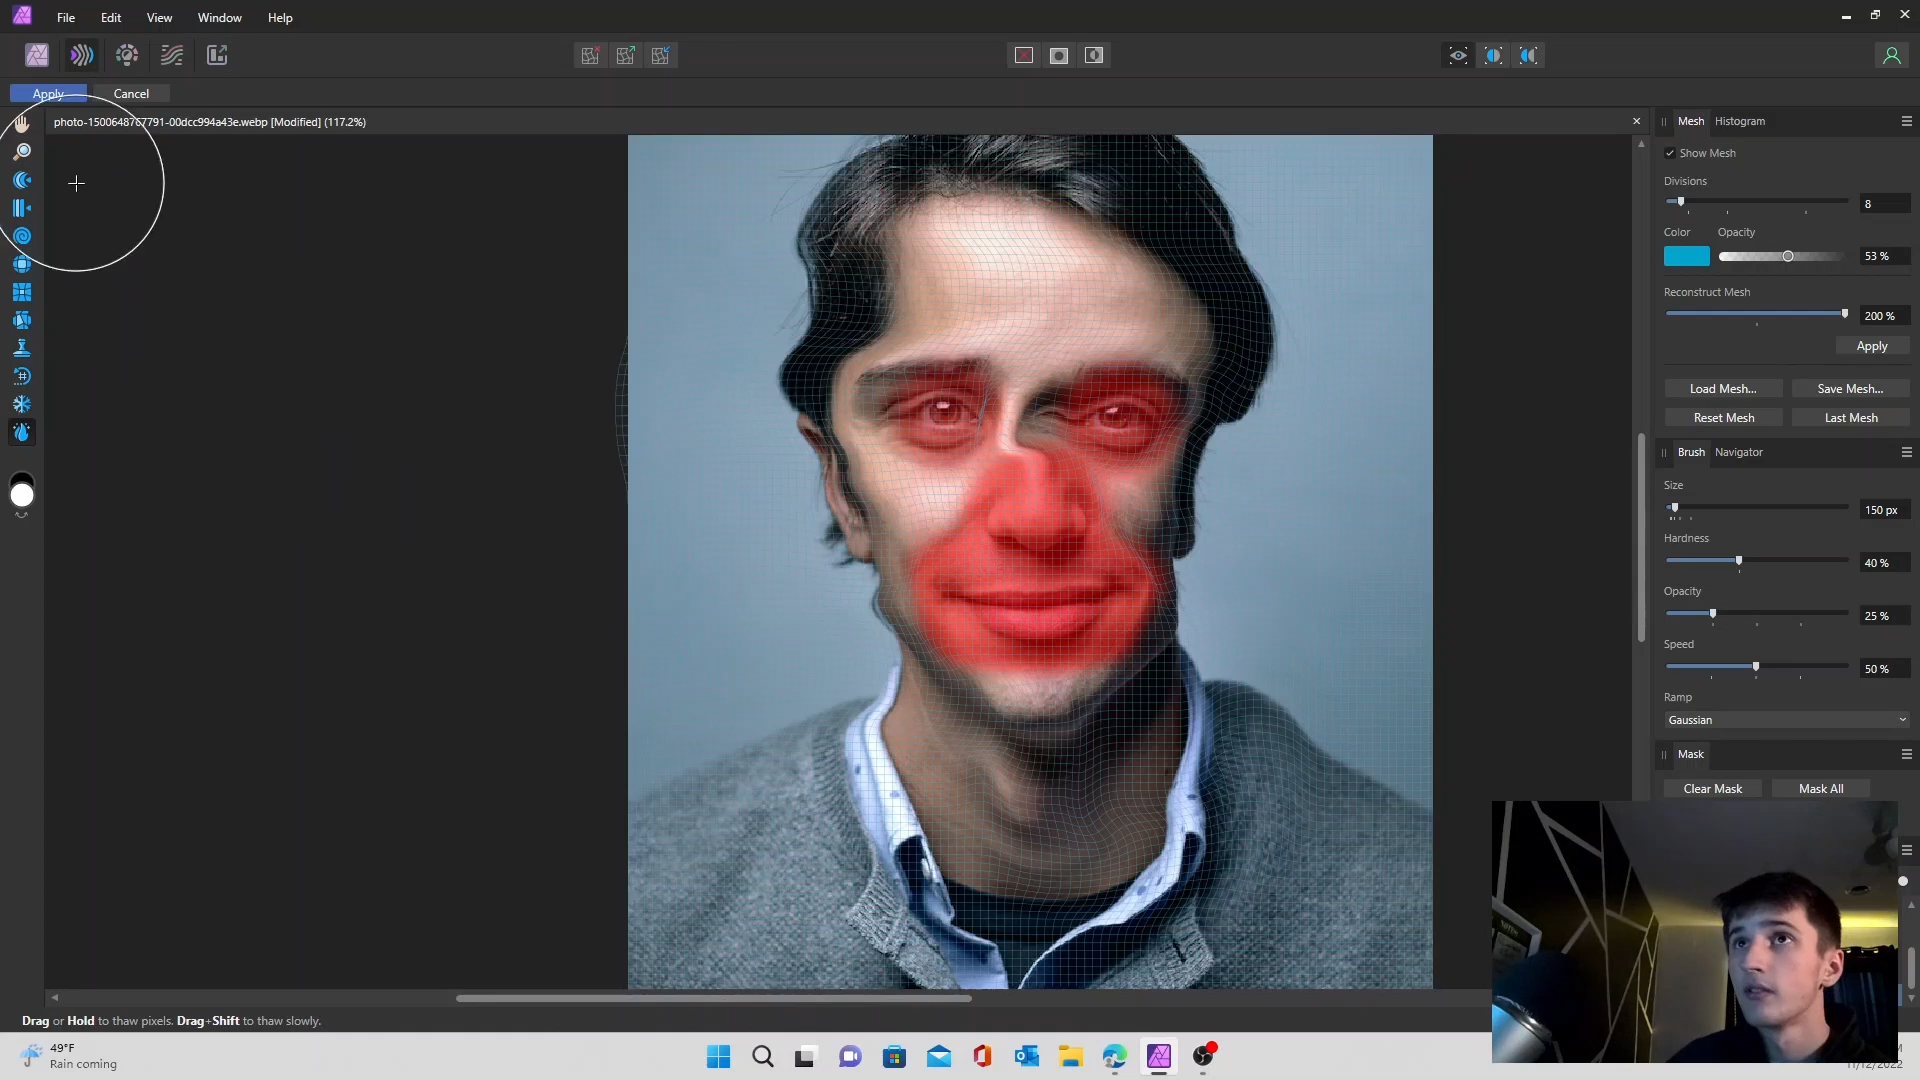 File Edit View Window Help
Apply Cancel
photo-1500648767791-00dcc994a43e.webp [Modified] (117.2%)
Mesh Histogram
Show Mesh
Divisions
8
Color Opacity
53 %
Reconstruct Mesh
200 %
Apply
Load Mesh... Save Mesh...
Reset Mesh Last Mesh
Brush Navigator
Size
150 px
Hardness
40 %
Opacity
25 %
Speed
50 %
Ramp
Gaussian
Mask
Clear Mask Mask All
Drag or Hold to thaw pixels. Drag+Shift to thaw slowly.
49°F
Rain coming
11/12/2022